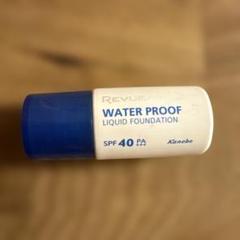 REVUE
WATER PROOF
LIQUID FOUNDATION
SPF 40 PA+++
Kanebo